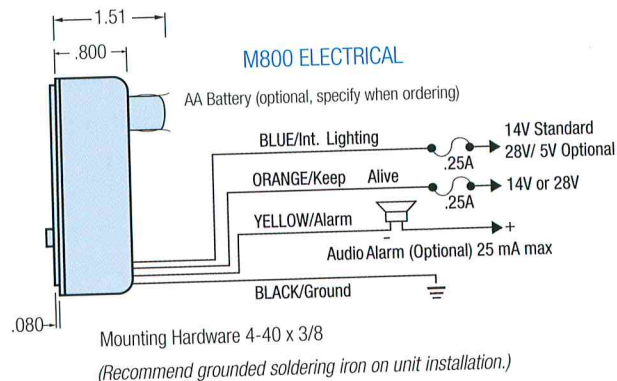 1.51
.800
M800 ELECTRICAL
AA Battery (optional, specify when ordering)
BLUE/Int. Lighting
.25A
14V Standard
28V/ 5V Optional
ORANGE/Keep Alive
.25A
14V or 28V
YELLOW/Alarm
-
+
Audio Alarm (Optional) 25 mA max
BLACK/Ground
.080
Mounting Hardware 4-40 x 3/8
(Recommend grounded soldering iron on unit installation.)